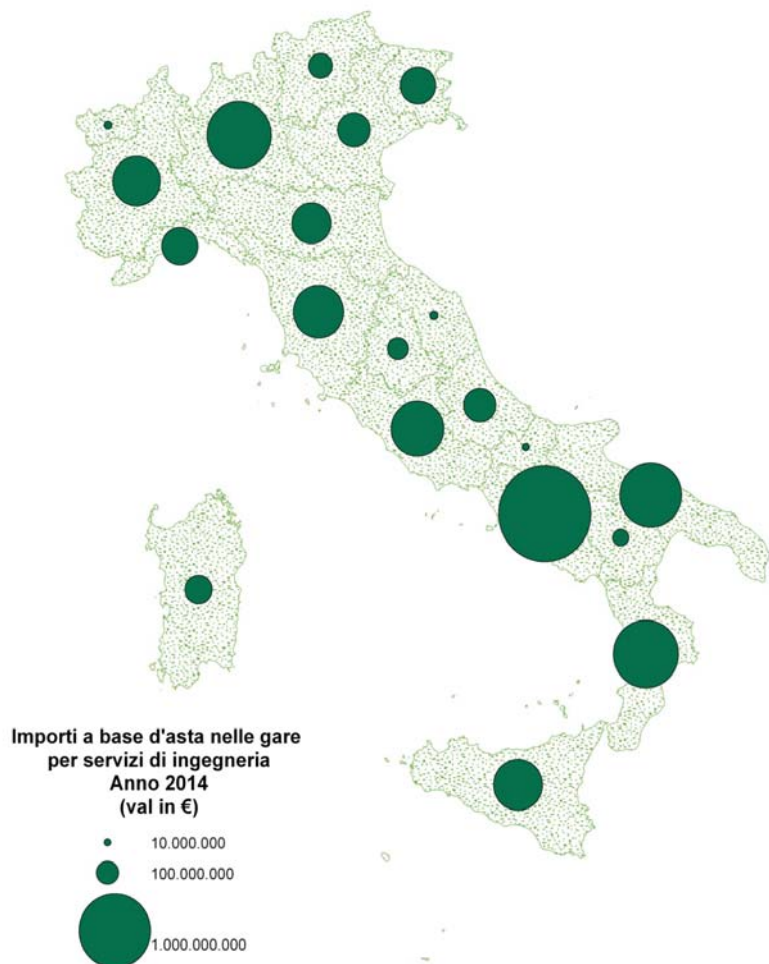 Importi a base d'asta nelle gare
per servizi di ingegneria
Anno 2014
(val in €)
10.000.000
100.000.000
1.000.000.000